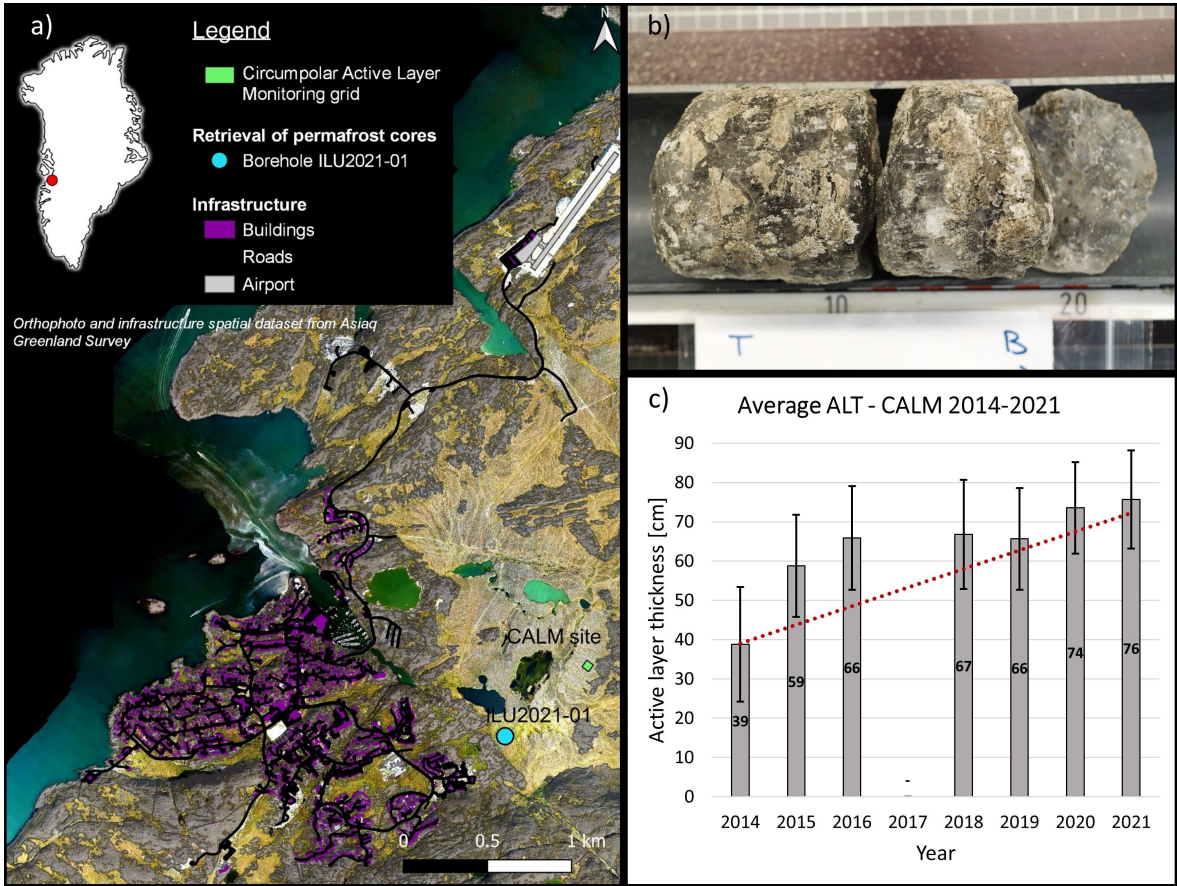 a)
N
Legend
Circumpolar Active Layer
Monitoring grid
Retrieval of permafrost cores
Borehole ILU2021-01
Infrastructure
Buildings
Roads
Airport
Orthophoto and infrastructure spatial dataset from Asiaq
Greenland Survey
CALM site
ILU2021-01
0 0.5 1 km
b)
10 20
T B
c)
Average ALT - CALM 2014-2021
Active layer thickness [cm]
90
80
70
60
50
40
30
20
10
0
39 59 66 67 66 74 76
2014 2015 2016 2017 2018 2019 2020 2021
Year